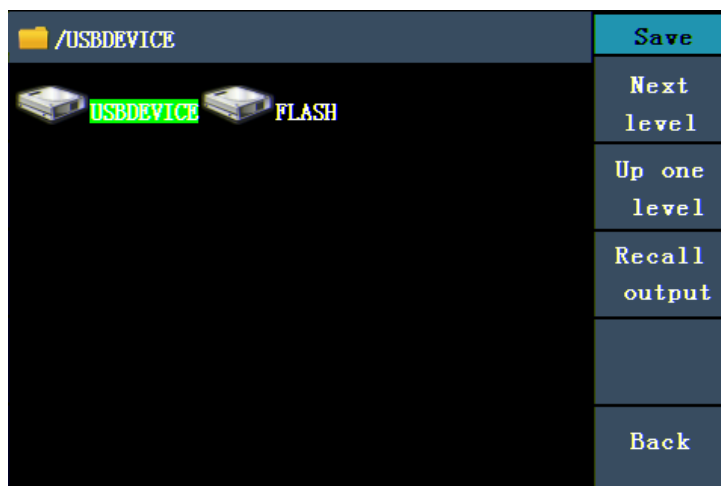 /USBDEVICE
USBDEVICE FLASH
Save
Next
level
Up one
level
Recall
output
Back